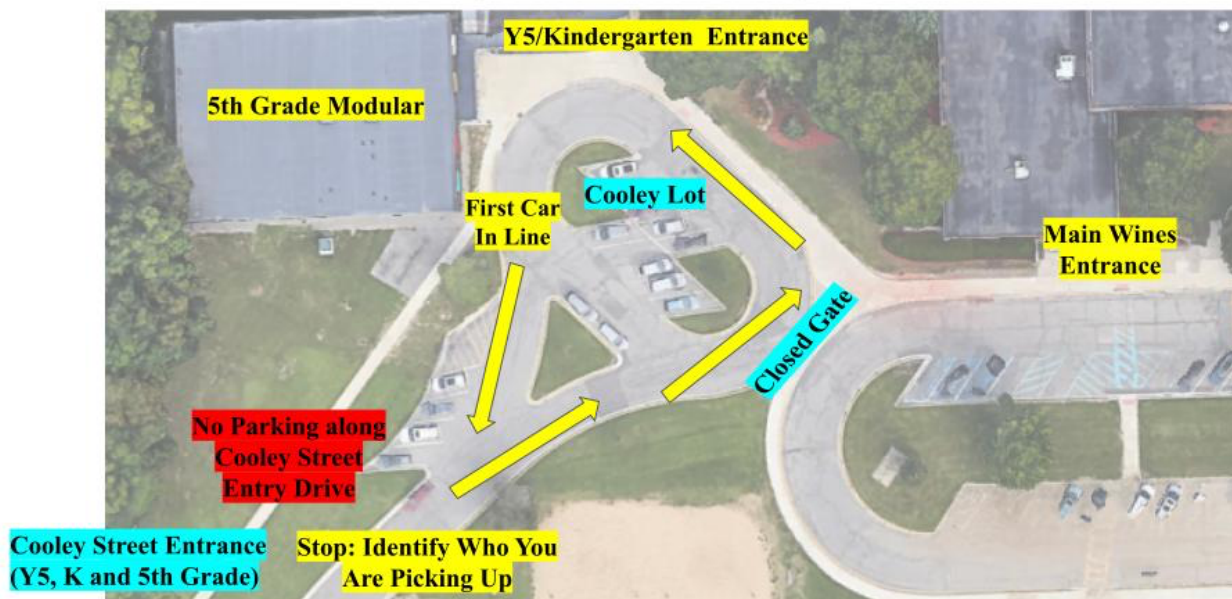 Y5/Kindergarten Entrance
5th Grade Modular
Cooley Lot
First Car
In Line
Main Wines
Entrance
Closed Gate
No Parking along
Cooley Street
Entry Drive
Cooley Street Entrance
(Y5, K and 5th Grade)
Stop: Identify Who You
Are Picking Up